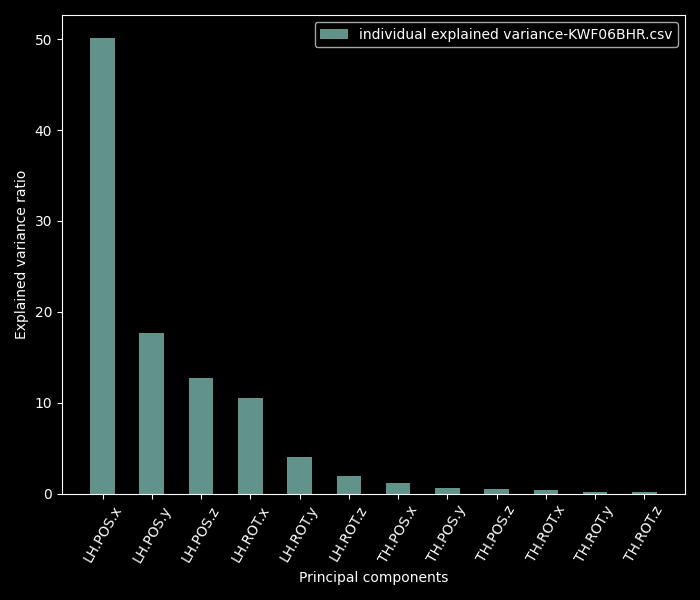 individual explained variance-KWF06BHR.csv
50
40
30
20
10
0
Explained variance ratio
LH.POS.x
LH.POS.y
LH.POS.z
LH.ROT.x
LH.ROT.y
LH.ROT.z
TH.POS.x
TH.POS.y
TH.POS.z
TH.ROT.x
TH.ROT.y
TH.ROT.z
Principal components